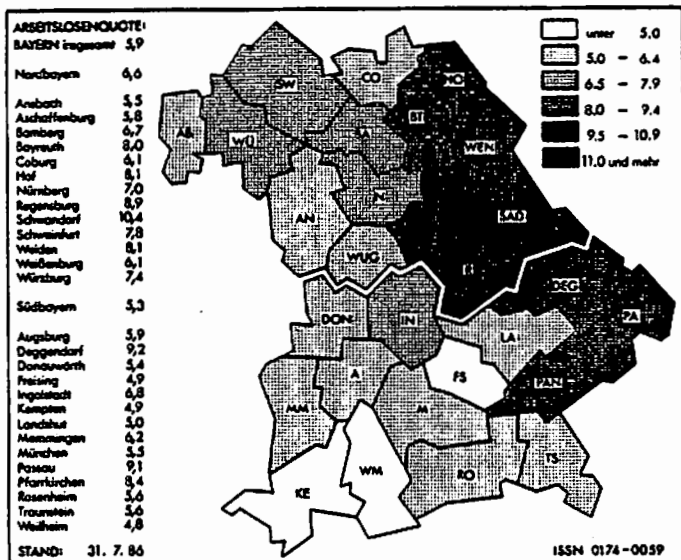 ARBEITSLOSENQUOTE:
BAYERN insgesamt 5,9
Nordbayern 6,6
Ansbach 5,5
Aschaffenburg 5,8
Bamberg 6,7
Bayreuth 8,0
Coburg 6,1
Hof 8,1
Nürnberg 7,0
Regensburg 8,9
Schwandorf 10,4
Schweinfurt 7,8
Weiden 8,1
Weißenburg 6,1
Würzburg 7,4
Südbayern 5,3
Augsburg 5,9
Deggendorf 9,2
Donauwörth 5,4
Freising 4,9
Ingolstadt 6,8
Kempten 4,9
Landshut 5,0
Memmingen 6,2
München 5,5
Passau 9,1
Pfarrkirchen 8,4
Rosenheim 5,6
Traunstein 5,6
Weilheim 4,8
STAND: 31. 7. 86
unter 5.0
5.0 - 6.4
6.5 - 7.9
8.0 - 9.4
9.5 - 10.9
11.0 und mehr
CO
HO
SW
BT
AB
WÜ
BA
WEN
N
AN
SAD
WUG
R
DEG
DON
IN
PA
LA
A
FS
PAN
MM
M
RO
TS
KE
WM
ISSN 0174-0059